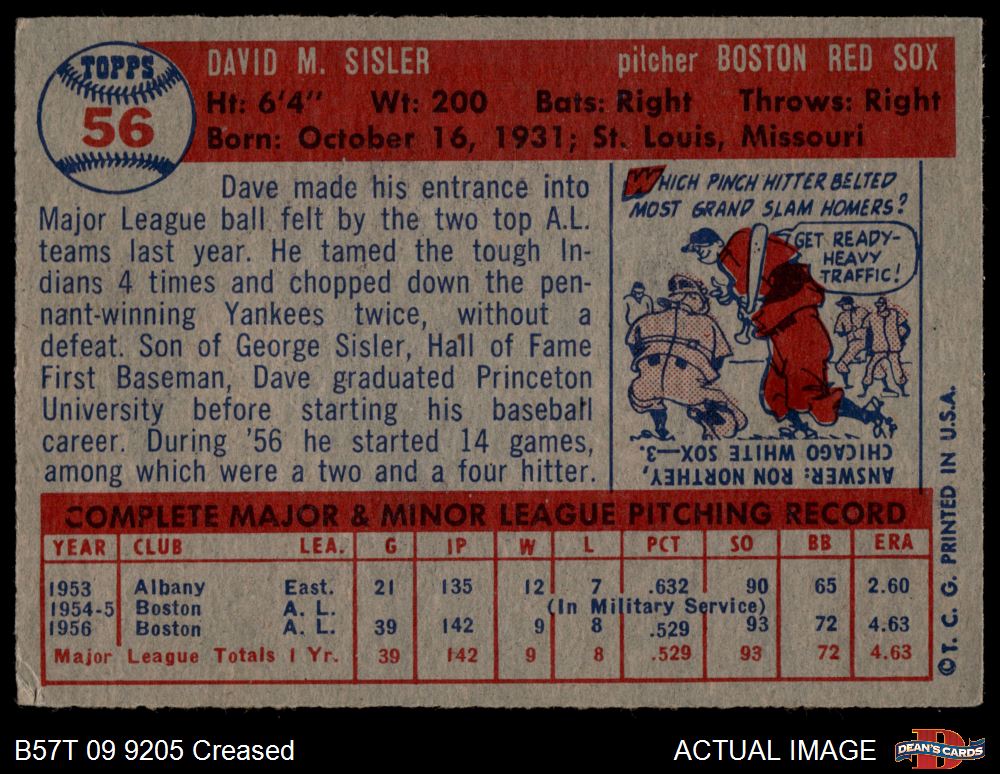 TOPPS
56
DAVID M. SISLER pitcher BOSTON RED SOX
Ht: 6'4" Wt: 200 Bats: Right Throws: Right
Born: October 16, 1931; St. Louis, Missouri
Dave made his entrance into
Major League ball felt by the two top A.L.
teams last year. He tamed the tough In-
dians 4 times and chopped down the pen-
nant-winning Yankees twice, without a
defeat. Son of George Sisler, Hall of Fame
First Baseman, Dave graduated Princeton
University before starting his baseball
career. During '56 he started 14 games,
among which were a two and a four hitter.
WHICH PINCH HITTER BELTED
MOST GRAND SLAM HOMERS?
GET READY-
HEAVY
TRAFFIC!
ANSWER: RON NORTHEY,
CHICAGO WHITE SOX—3.
COMPLETE MAJOR & MINOR LEAGUE PITCHING RECORD
YEAR CLUB LEA. G IP W L PCT SO BB ERA
1953 Albany East. 21 135 12 7 .632 90 65 2.60
1954-5 Boston A. L. (In Military Service)
1956 Boston A. L. 39 142 9 8 .529 93 72 4.63
Major League Totals 1 Yr. 39 142 9 8 .529 93 72 4.63
©T. C. G. PRINTED IN U.S.A.
B57T 09 9205 Creased
ACTUAL IMAGE
DEAN'S CARDS